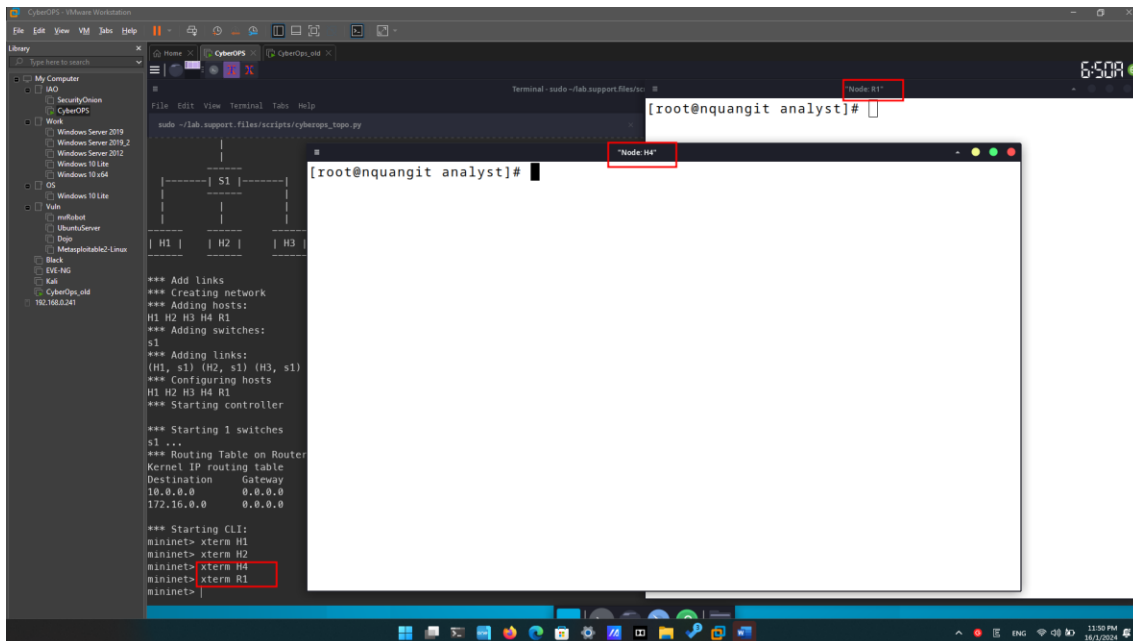 CyberOPS - VMware Workstation
File Edit View VM Tabs Help
Library
Type here to search
My Computer
IAO
SecurityOnion
CyberOPS
Work
Windows Server 2019
Windows Server 2019_2
Windows Server 2012
Windows 10 Lite
Windows 10 x64
OS
Windows 10 Lite
Vuln
mrRobot
UbuntuServer
Dojo
Metasploitable2-Linux
Black
EVE-NG
Kali
CyberOps_old
192.168.0.241
Home CyberOPS CyberOps_old
Terminal - sudo ~/lab.support.files/sc
File Edit View Terminal Tabs Help
sudo ~/lab.support.files/scripts/cyberops_topo.py
|-------| S1 |-------|
| H1 | | H2 | | H3 |
*** Add links
*** Creating network
*** Adding hosts:
H1 H2 H3 H4 R1
*** Adding switches:
s1
*** Adding links:
(H1, s1) (H2, s1) (H3, s1)
*** Configuring hosts
H1 H2 H3 H4 R1
*** Starting controller
*** Starting 1 switches
s1 ...
*** Routing Table on Router
Kernel IP routing table
Destination Gateway
10.0.0.0 0.0.0.0
172.16.0.0 0.0.0.0
*** Starting CLI:
mininet> xterm H1
mininet> xterm H2
mininet> xterm H4
mininet> xterm R1
mininet>
"Node: R1"
[root@nquangit analyst]#
"Node: H4"
[root@nquangit analyst]#
ENG
11:50 PM
16/1/2024